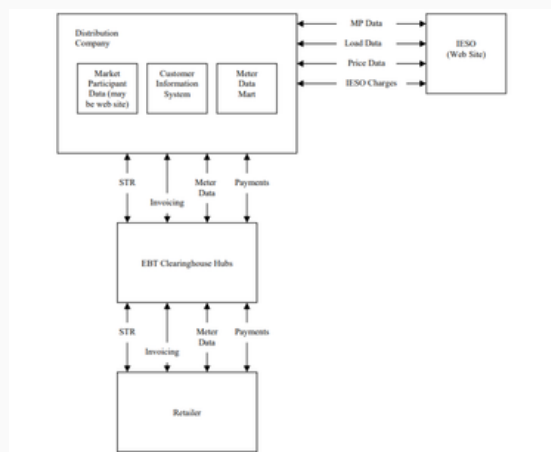 Distribution
Company
Market
Participant
Data (may
be web site)
Customer
Information
System
Meter
Data
Mart
MP Data
Load Data
Price Data
IESO Charges
IESO
(Web Site)
STR
Invoicing
Meter
Data
Payments
EBT Clearinghouse Hubs
STR
Invoicing
Meter
Data
Payments
Retailer